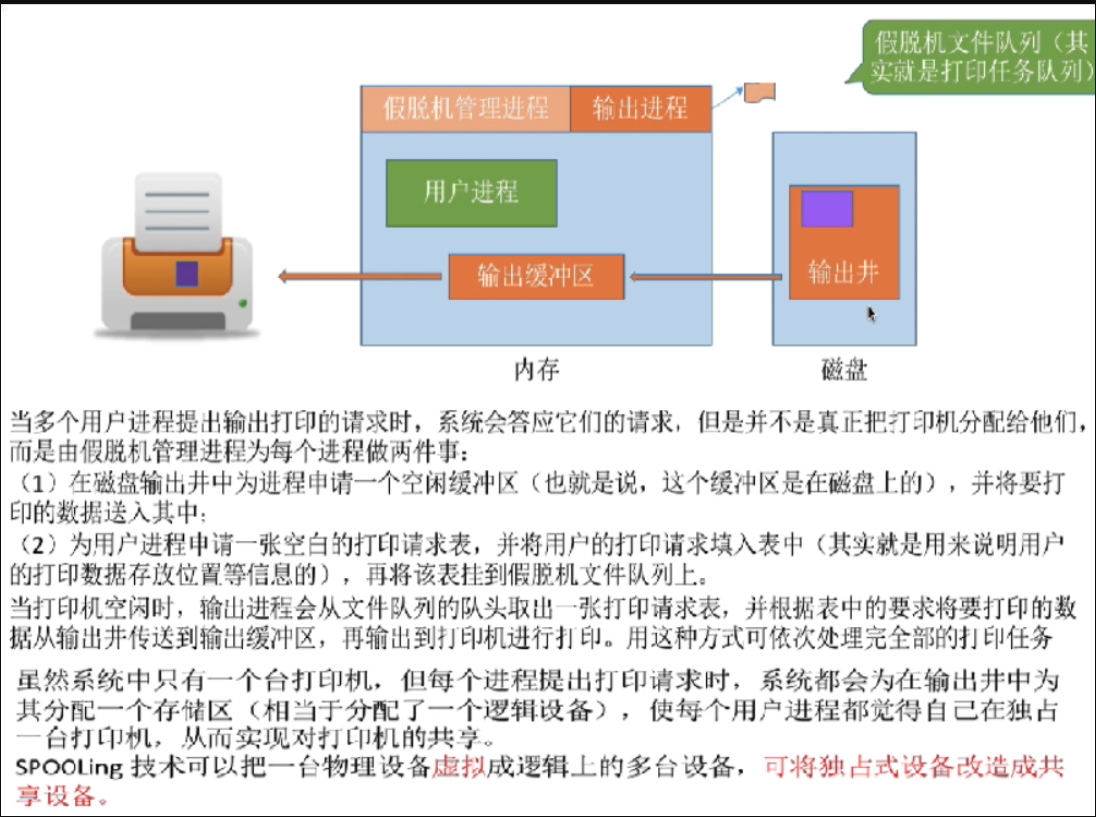 假脱机文件队列（其
实就是打印任务队列）
假脱机管理进程
输出进程
用户进程
输出缓冲区
输出井
内存
磁盘
当多个用户进程提出输出打印的请求时，系统会答应它们的请求，但是并不是真正把打印机分配给他们，
而是由假脱机管理进程为每个进程做两件事：
（1）在磁盘输出井中为进程申请一个空闲缓冲区（也就是说，这个缓冲区是在磁盘上的），并将要打
印的数据送入其中；
（2）为用户进程申请一张空白的打印请求表，并将用户的打印请求填入表中（其实就是用来说明用户
的打印数据存放位置等信息的），再将该表挂到假脱机文件队列上。
当打印机空闲时，输出进程会从文件队列的队头取出一张打印请求表，并根据表中的要求将要打印的数
据从输出井传送到输出缓冲区，再输出到打印机进行打印。用这种方式可依次处理完全部的打印任务
虽然系统中只有一个台打印机，但每个进程提出打印请求时，系统都会为在输出井中为
其分配一个存储区（相当于分配了一个逻辑设备），使每个用户进程都觉得自己在独占
一台打印机，从而实现对打印机的共享。
SPOOLing 技术可以把一台物理设备虚拟成逻辑上的多台设备，可将独占式设备改造成共
享设备。